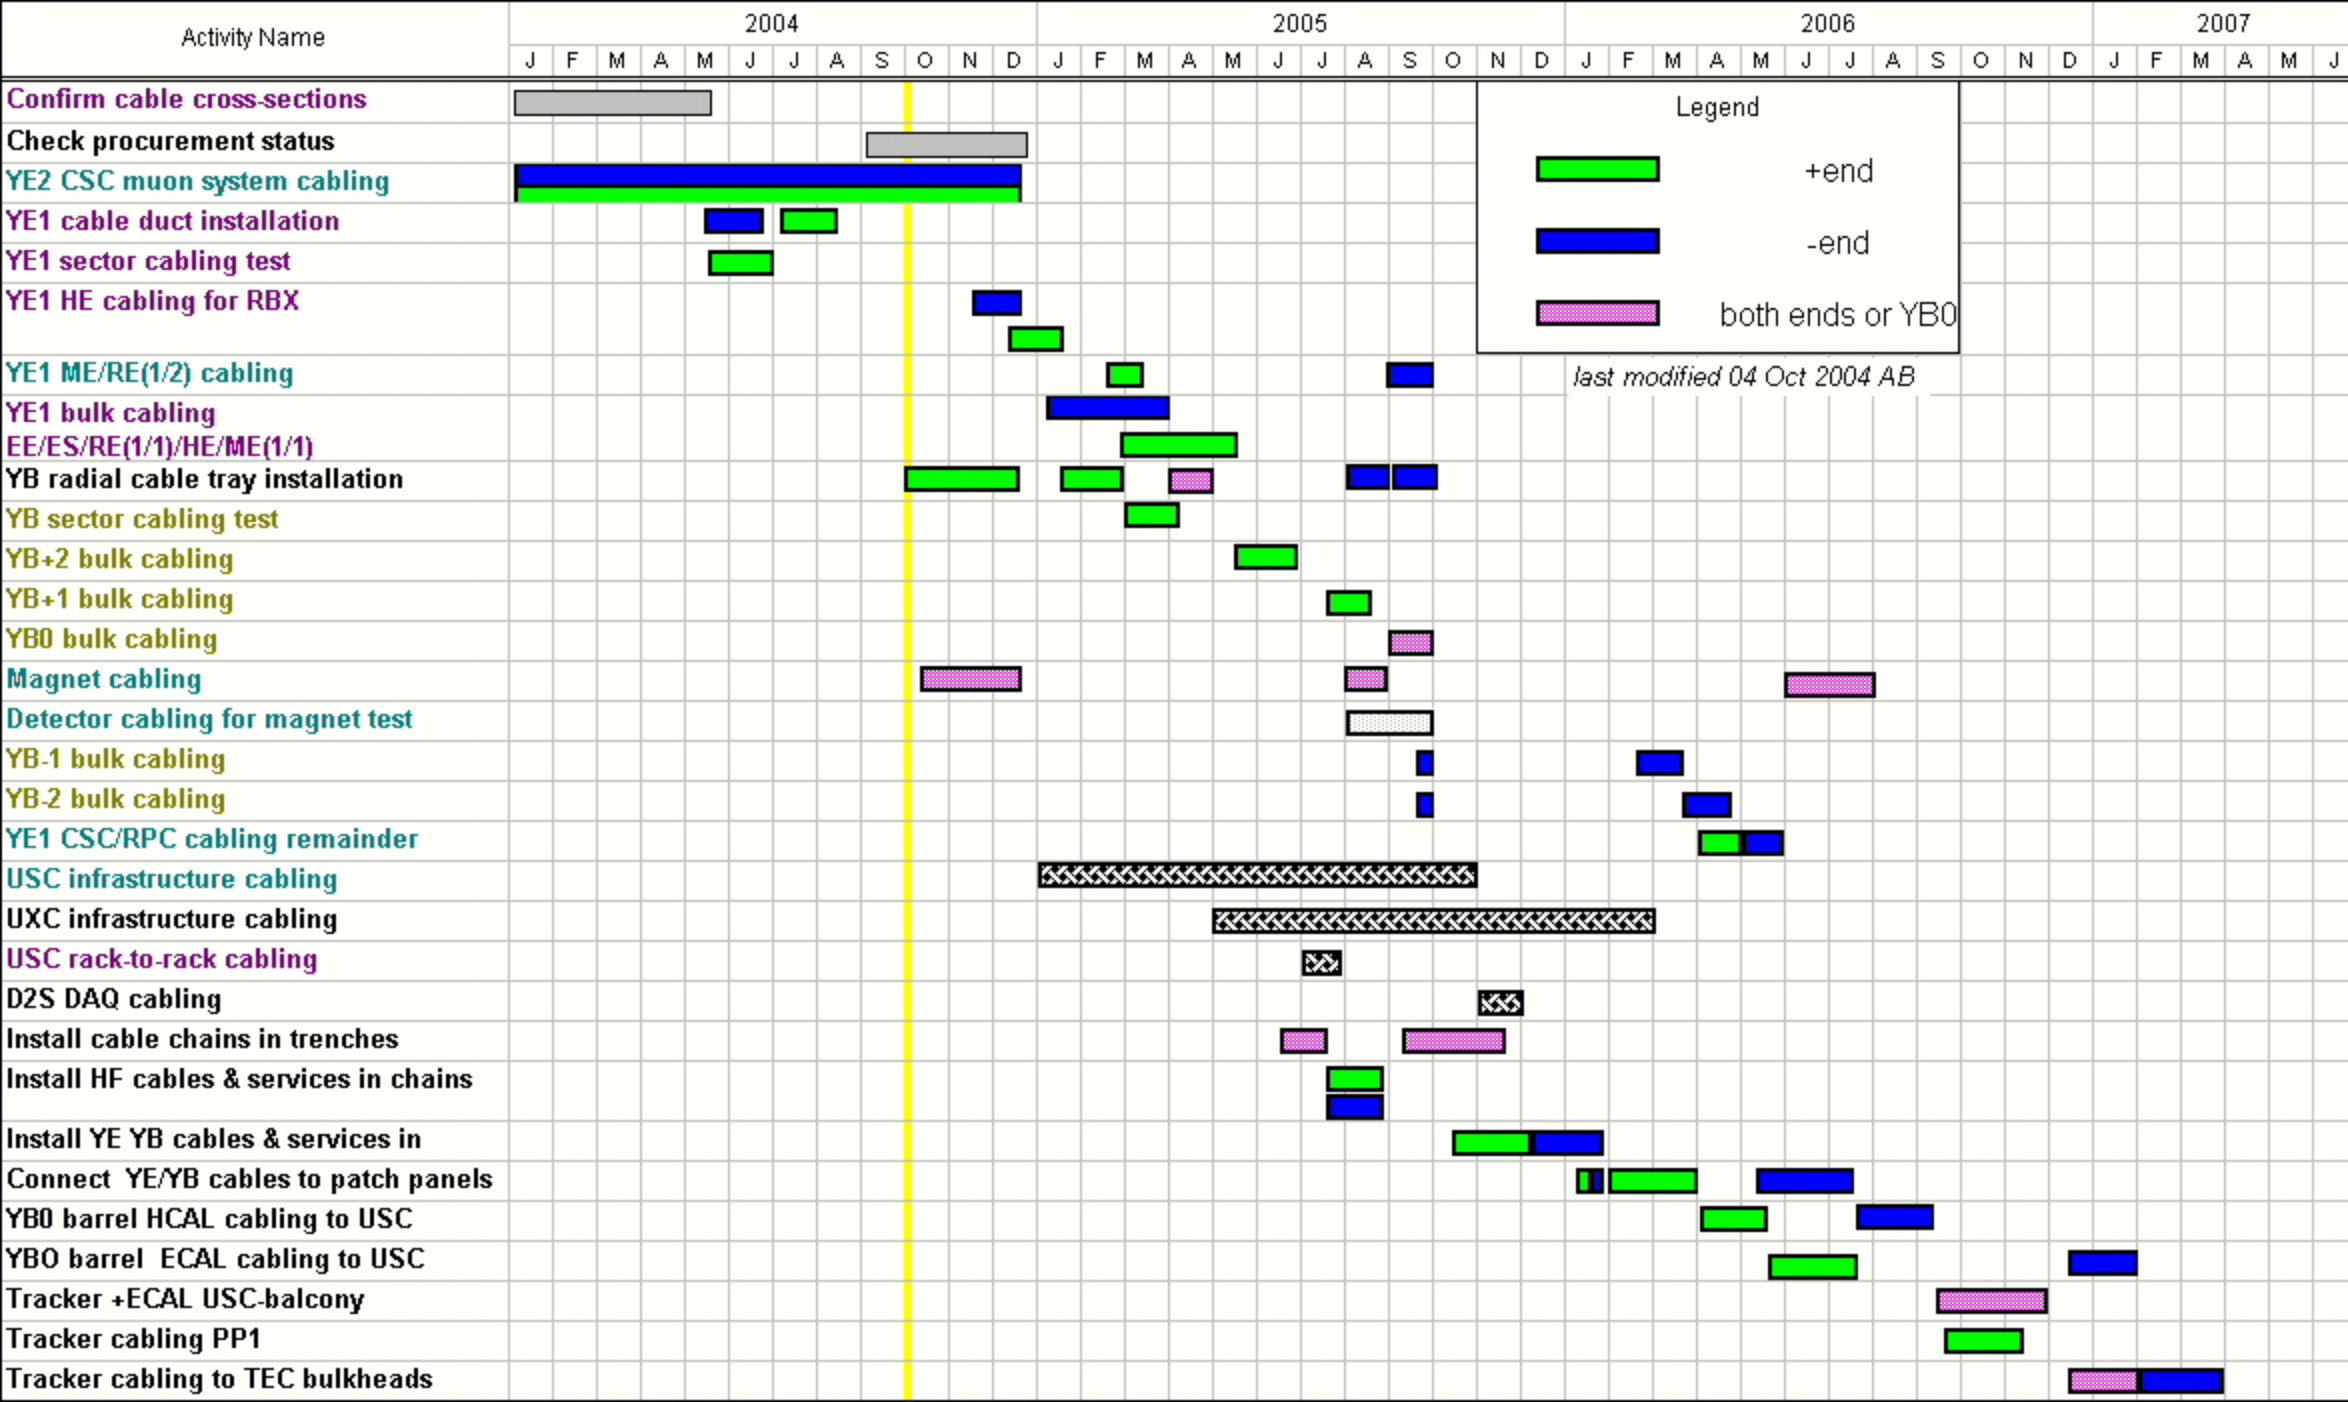 Activity Name
2004 2005 2006 2007
J F M A M J J A S O N D J F M A M J J A S O N D J F M A M J J A S O N D J F M A M J
Confirm cable cross-sections
Legend
Check procurement status
+end
YE2 CSC muon system cabling
YE1 cable duct installation
-end
YE1 sector cabling test
YE1 HE cabling for RBX
both ends or YB0
YE1 ME/RE(1/2) cabling
last modified 04 Oct 2004 AB
YE1 bulk cabling
EE/ES/RE(1/1)/HE/ME(1/1)
YB radial cable tray installation
YB sector cabling test
YB+2 bulk cabling
YB+1 bulk cabling
YB0 bulk cabling
Magnet cabling
Detector cabling for magnet test
YB-1 bulk cabling
YB-2 bulk cabling
YE1 CSC/RPC cabling remainder
USC infrastructure cabling
UXC infrastructure cabling
USC rack-to-rack cabling
D2S DAQ cabling
Install cable chains in trenches
Install HF cables & services in chains
Install YE YB cables & services in
Connect YE/YB cables to patch panels
YB0 barrel HCAL cabling to USC
YBO barrel ECAL cabling to USC
Tracker +ECAL USC-balcony
Tracker cabling PP1
Tracker cabling to TEC bulkheads